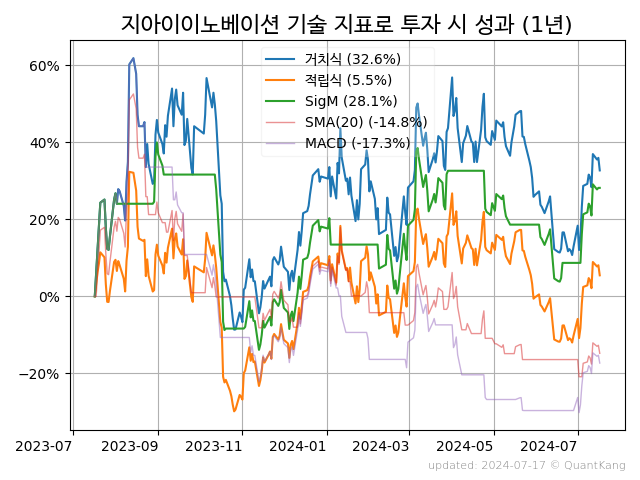 지아이이노베이션 기술 지표로 투자 시 성과 (1년)
거치식 (32.6%)
적립식 (5.5%)
SigM (28.1%)
SMA(20) (-14.8%)
MACD (-17.3%)
60%
40%
20%
0%
−20%
2023-07 2023-09 2023-11 2024-01 2024-03 2024-05 2024-07
updated: 2024-07-17 © QuantKang